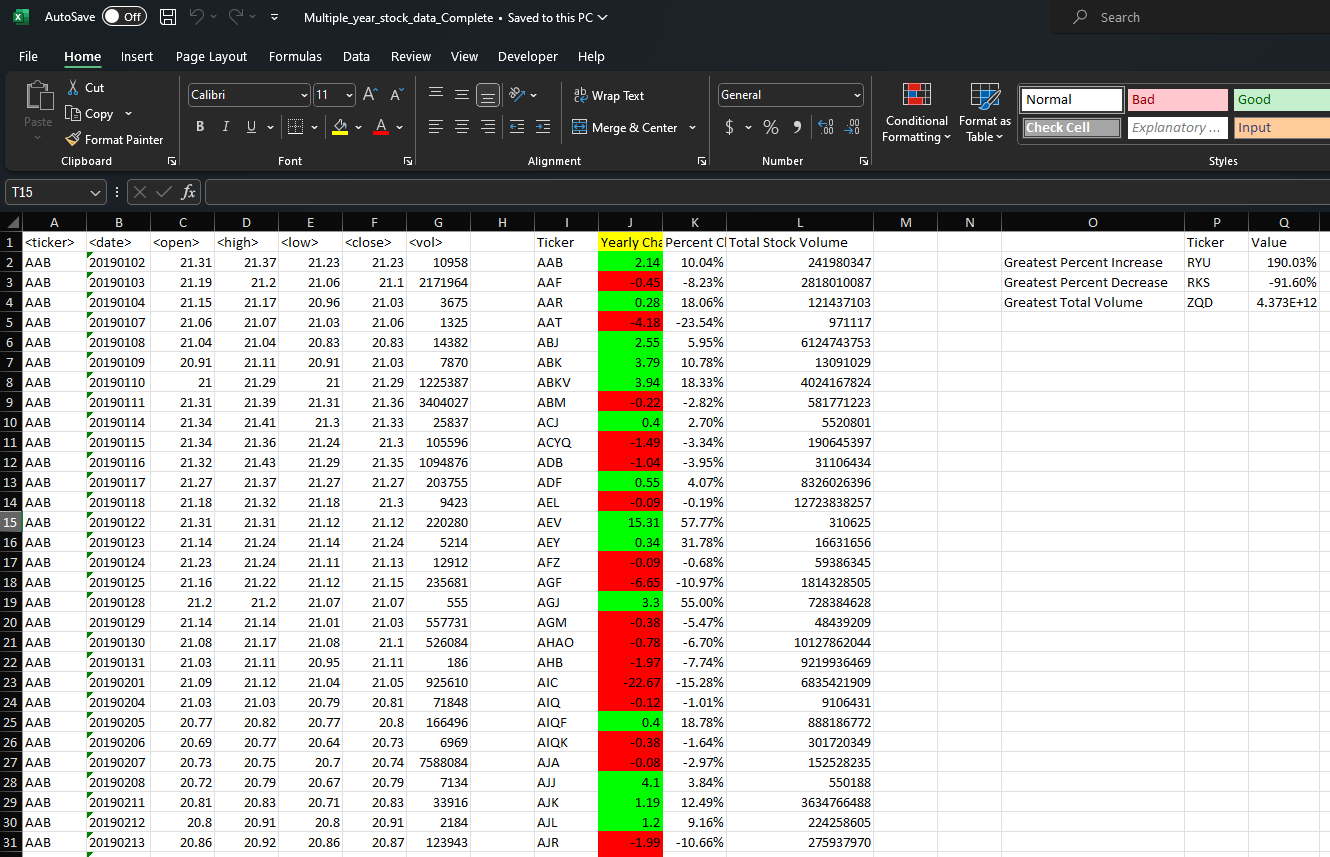 AutoSave Off Multiple_year_stock_data_Complete • Saved to this PC Search
File Home Insert Page Layout Formulas Data Review View Developer Help
Paste Cut Copy Format Painter Clipboard
Calibri 11 A A B I U A Font
ab Wrap Text Merge & Center Alignment
General $ % 9 Number
Conditional Formatting Format as Table
Normal Bad Good
Check Cell Explanatory ... Input
Styles
T15 fx
A B C D E F G H I J K L M N O P Q
1 <ticker> <date> <open> <high> <low> <close> <vol> Ticker Yearly Cha Percent Cl Total Stock Volume Ticker Value
2 AAB 20190102 21.31 21.37 21.23 21.23 10958 AAB 2.14 10.04% 241980347 Greatest Percent Increase RYU 190.03%
3 AAB 20190103 21.19 21.2 21.06 21.1 2171964 AAF -0.45 -8.23% 2818010087 Greatest Percent Decrease RKS -91.60%
4 AAB 20190104 21.15 21.17 20.96 21.03 3675 AAR 0.28 18.06% 121437103 Greatest Total Volume ZQD 4.373E+12
5 AAB 20190107 21.06 21.07 21.03 21.06 1325 AAT -4.18 -23.54% 971117
6 AAB 20190108 21.04 21.04 20.83 20.83 14382 ABJ 2.55 5.95% 6124743753
7 AAB 20190109 20.91 21.11 20.91 21.03 7870 ABK 3.79 10.78% 13091029
8 AAB 20190110 21 21.29 21 21.29 1225387 ABKV 3.94 18.33% 4024167824
9 AAB 20190111 21.31 21.39 21.31 21.36 3404027 ABM -0.22 -2.82% 581771223
10 AAB 20190114 21.34 21.41 21.3 21.33 25837 ACJ 0.4 2.70% 5520801
11 AAB 20190115 21.34 21.36 21.24 21.3 105596 ACYQ -1.49 -3.34% 190645397
12 AAB 20190116 21.32 21.43 21.29 21.35 1094876 ADB -1.04 -3.95% 31106434
13 AAB 20190117 21.27 21.37 21.27 21.27 203755 ADF 0.55 4.07% 8326026396
14 AAB 20190118 21.18 21.32 21.18 21.3 9423 AEL -0.09 -0.19% 12723838257
15 AAB 20190122 21.31 21.31 21.12 21.12 220280 AEV 15.31 57.77% 310625
16 AAB 20190123 21.14 21.24 21.14 21.24 5214 AEY 0.34 31.78% 16631656
17 AAB 20190124 21.23 21.24 21.11 21.13 12912 AFZ -0.09 -0.68% 59386345
18 AAB 20190125 21.16 21.22 21.12 21.15 235681 AGF -6.65 -10.97% 1814328505
19 AAB 20190128 21.2 21.2 21.07 21.07 555 AGJ 3.3 55.00% 728384628
20 AAB 20190129 21.14 21.14 21.01 21.03 557731 AGM -0.38 -5.47% 48439209
21 AAB 20190130 21.08 21.17 21.08 21.1 526084 AHAO -0.78 -6.70% 10127862044
22 AAB 20190131 21.03 21.11 20.95 21.11 186 AHB -1.97 -7.74% 9219936469
23 AAB 20190201 21.09 21.12 21.04 21.05 925610 AIC -22.67 -15.28% 6835421909
24 AAB 20190204 21.03 21.03 20.79 20.81 71848 AIQ -0.12 -1.01% 9106431
25 AAB 20190205 20.77 20.82 20.77 20.8 166496 AIQF 0.4 18.78% 888186772
26 AAB 20190206 20.69 20.77 20.64 20.73 6969 AIQK -0.38 -1.64% 301720349
27 AAB 20190207 20.73 20.75 20.7 20.74 7588084 AJA -0.08 -2.97% 152528235
28 AAB 20190208 20.72 20.79 20.67 20.79 7134 AJJ 4.1 3.84% 550188
29 AAB 20190211 20.81 20.83 20.71 20.83 33916 AJK 1.19 12.49% 3634766488
30 AAB 20190212 20.8 20.91 20.8 20.91 2184 AJL 1.2 9.16% 224258605
31 AAB 20190213 20.86 20.92 20.86 20.87 123943 AJR -1.99 -10.66% 275937970